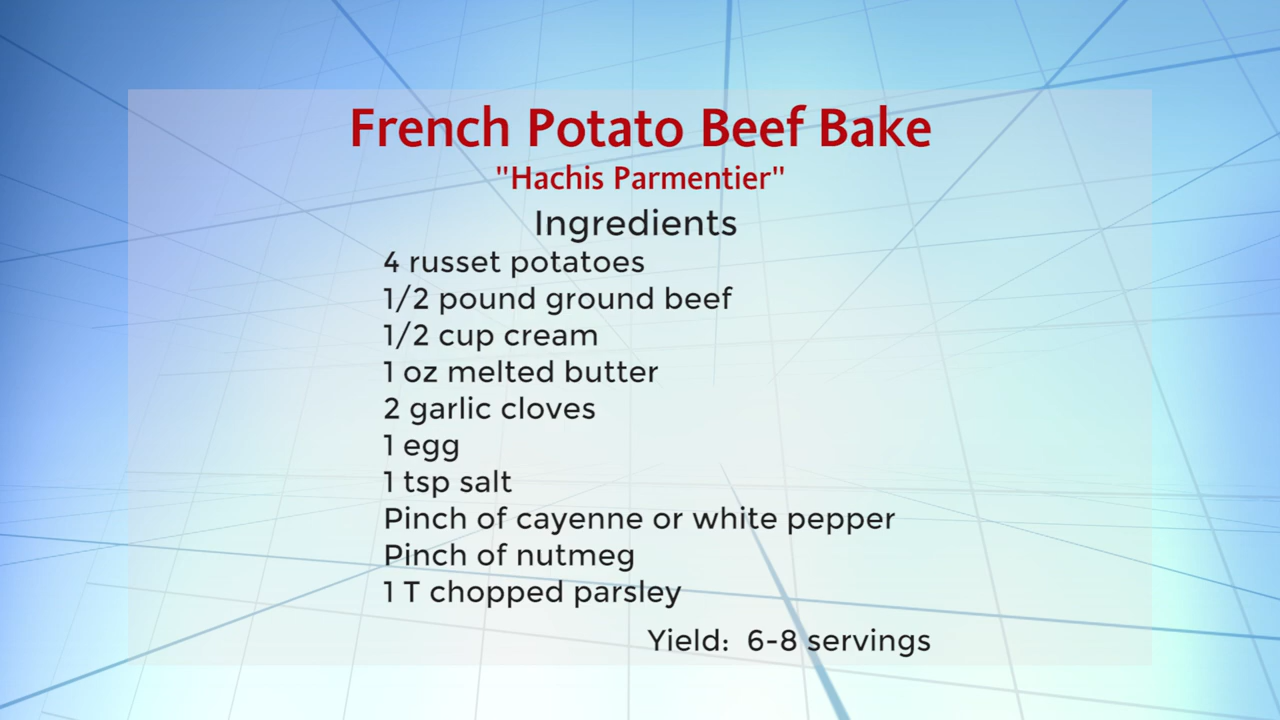 French Potato Beef Bake
"Hachis Parmentier"
Ingredients
4 russet potatoes
1/2 pound ground beef
1/2 cup cream
1 oz melted butter
2 garlic cloves
1 egg
1 tsp salt
Pinch of cayenne or white pepper
Pinch of nutmeg
1 T chopped parsley
Yield: 6-8 servings